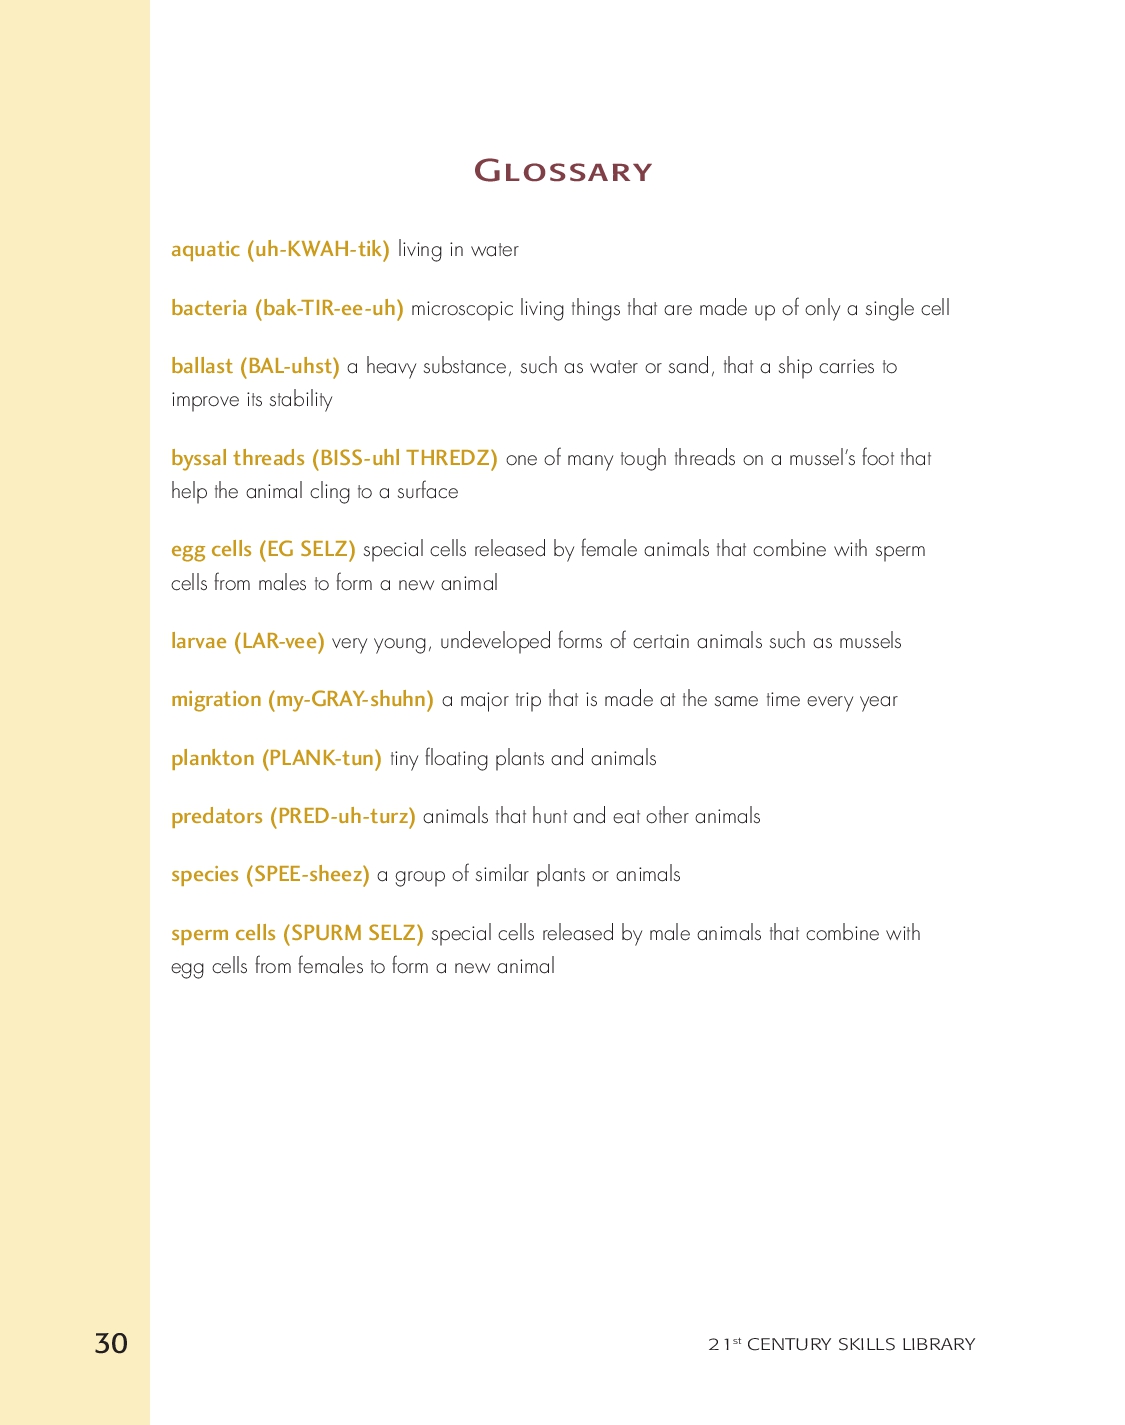 Glossary
aquatic (uh-KWAH-tik) living in water
bacteria (bak-TIR-ee-uh) microscopic living things that are made up of only a single cell
ballast (BAL-uhst) a heavy substance, such as water or sand, that a ship carries to
improve its stability
byssal threads (BISS-uhl THREDZ) one of many tough threads on a mussel’s foot that
help the animal cling to a surface
egg cells (EG SELZ) special cells released by female animals that combine with sperm
cells from males to form a new animal
larvae (LAR-vee) very young, undeveloped forms of certain animals such as mussels
migration (my-GRAY-shuhn) a major trip that is made at the same time every year
plankton (PLANK-tun) tiny floating plants and animals
predators (PRED-uh-turz) animals that hunt and eat other animals
species (SPEE-sheez) a group of similar plants or animals
sperm cells (SPURM SELZ) special cells released by male animals that combine with
egg cells from females to form a new animal
30
21st CENTURY SKILLS LIBRARY